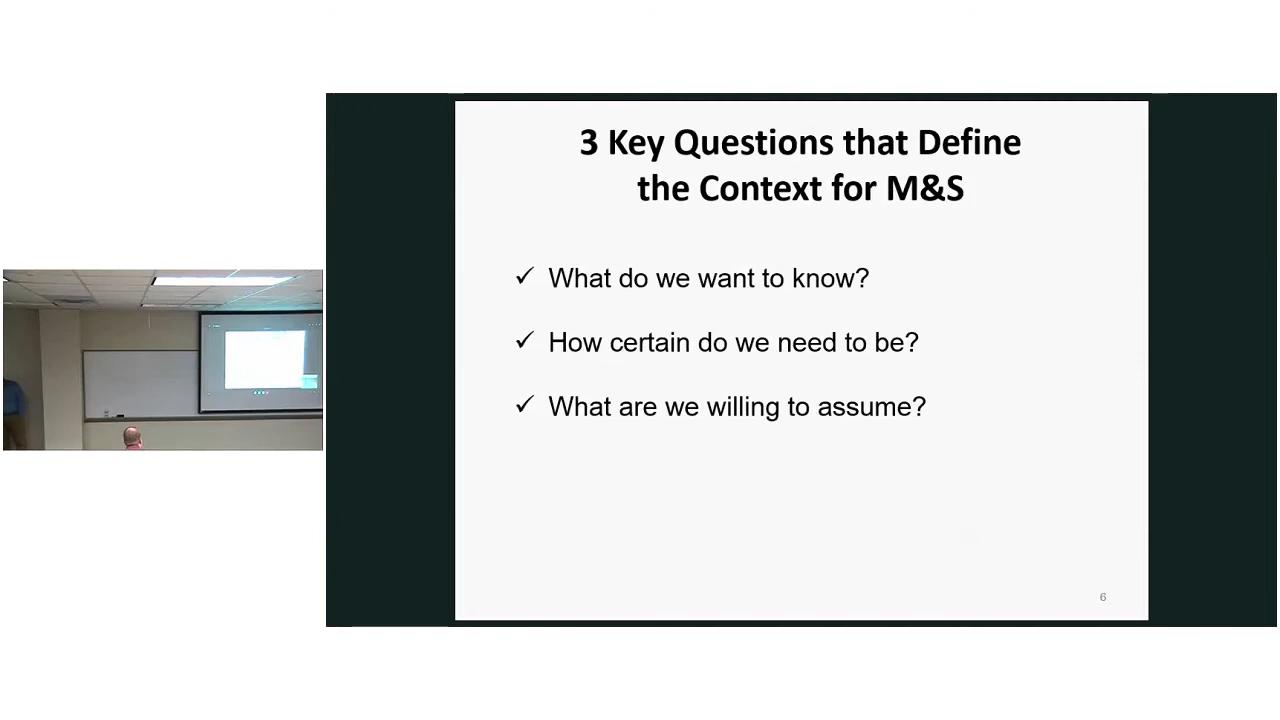 3 Key Questions that Define
the Context for M&S
✓ What do we want to know?
✓ How certain do we need to be?
✓ What are we willing to assume?
6